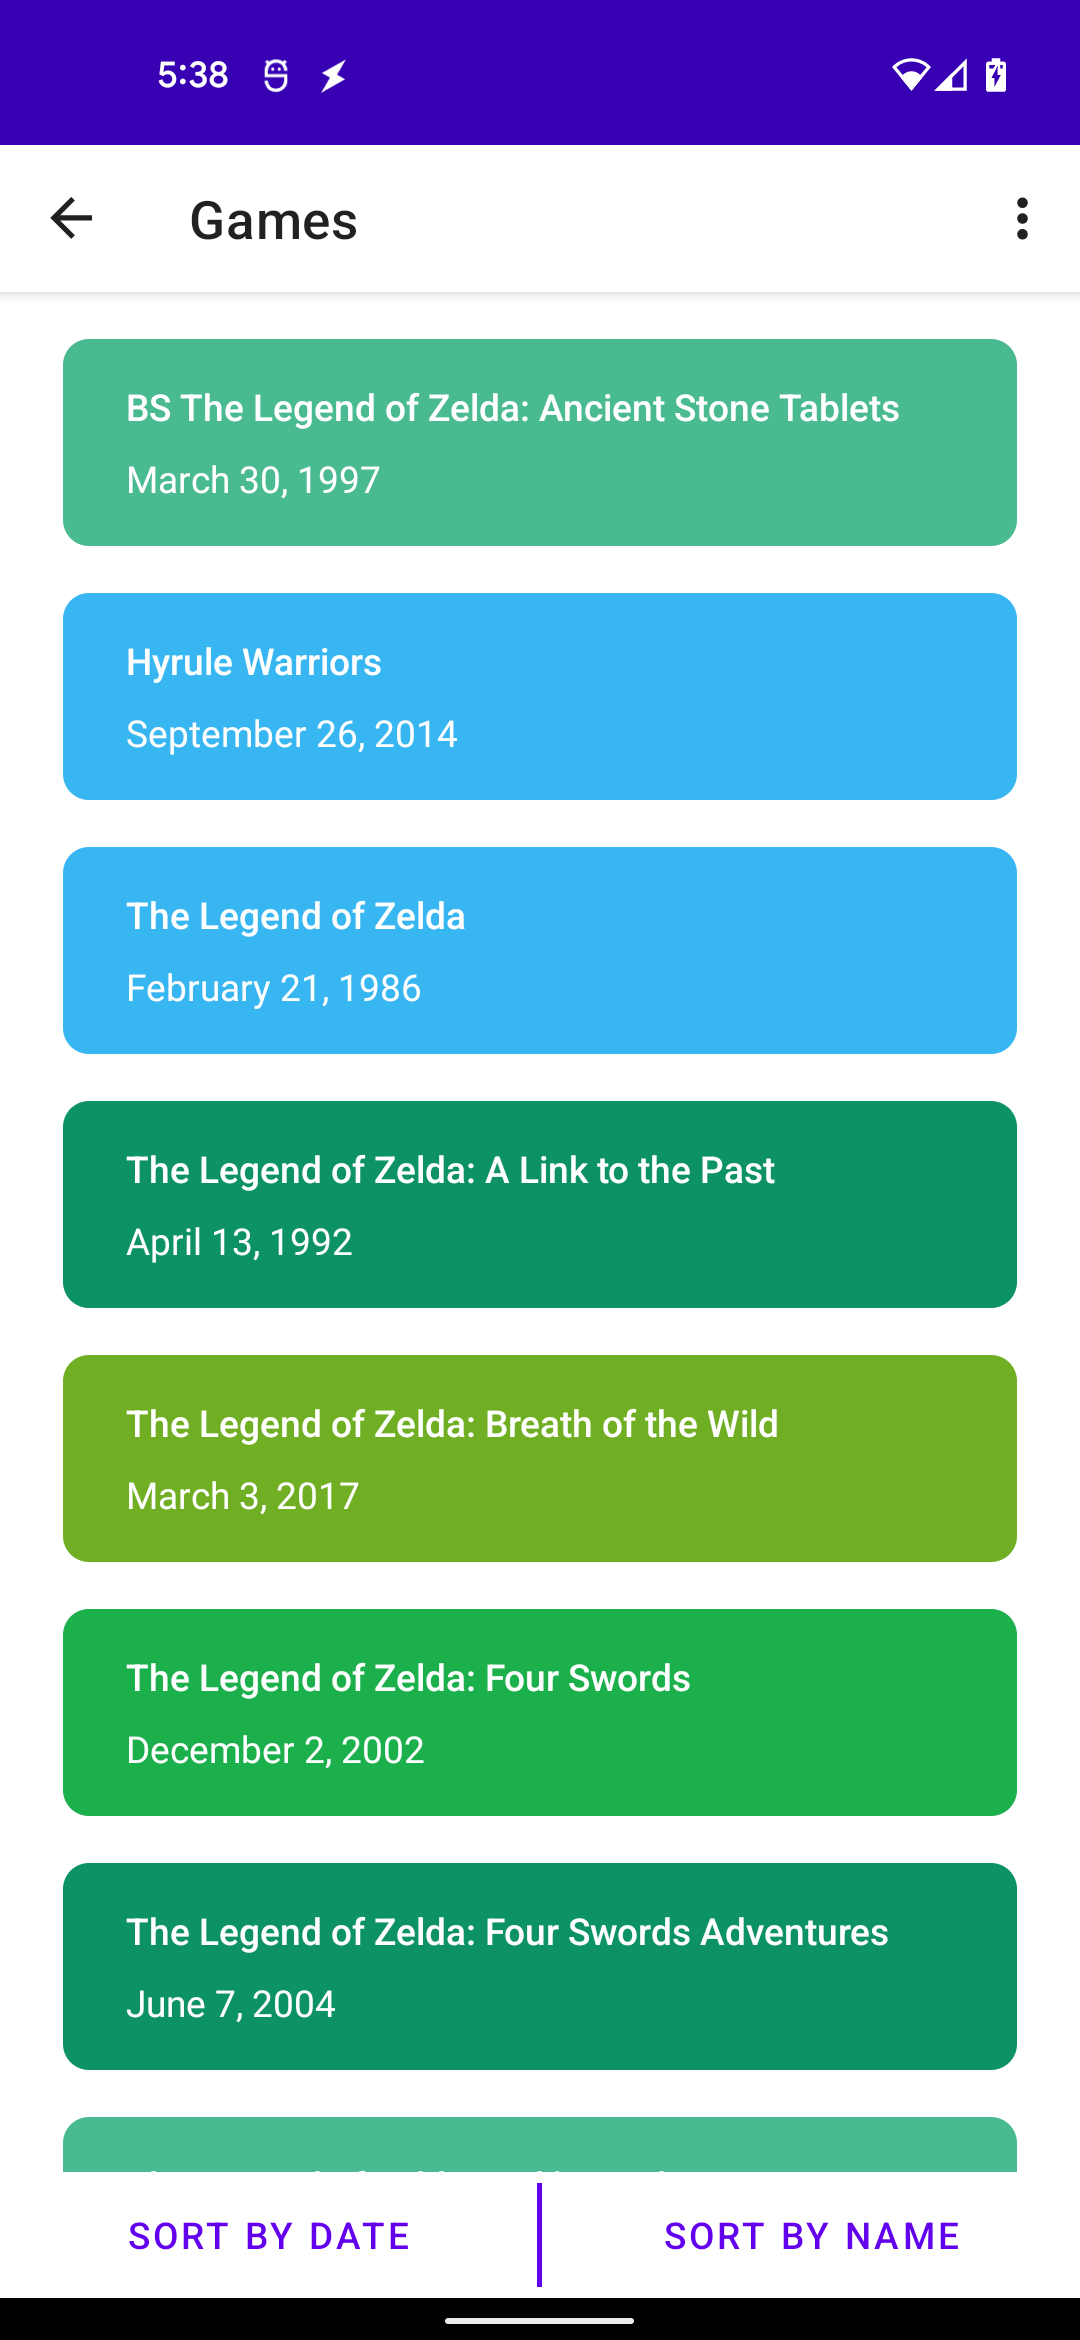 5:38
Games
BS The Legend of Zelda: Ancient Stone Tablets
March 30, 1997
Hyrule Warriors
September 26, 2014
The Legend of Zelda
February 21, 1986
The Legend of Zelda: A Link to the Past
April 13, 1992
The Legend of Zelda: Breath of the Wild
March 3, 2017
The Legend of Zelda: Four Swords
December 2, 2002
The Legend of Zelda: Four Swords Adventures
June 7, 2004
SORT BY DATE
SORT BY NAME